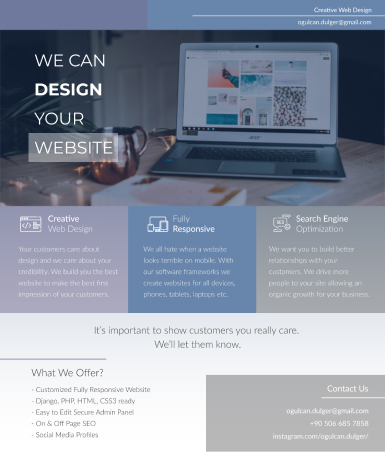 Creative Web Design
ogulcan.dulger@gmail.com
WE CAN
DESIGN
YOUR
WEBSITE
acer
Creative
Web Design
Your customers care about
design and we care about your
credibility. We build you the best
website to make the best first
impression of your customers.
Fully
Responsive
We all hate when a website
looks terrible on mobile. With
our software frameworks we
create websites for all devices,
phones, tablets, laptops etc.
Search Engine
Optimization
We want you to build better
relationships with your
customers. We drive more
people to your site allowing an
organic growth for your business.
It's important to show customers you really care.
We'll let them know.
What We Offer?
- Customized Fully Responsive Website
- Django, PHP, HTML, CSS3 ready
- Easy to Edit Secure Admin Panel
- On & Off Page SEO
- Social Media Profiles
Contact Us
ogulcan.dulger@gmail.com
+90 506 685 7858
instagram.com/ogulcan.dulger/